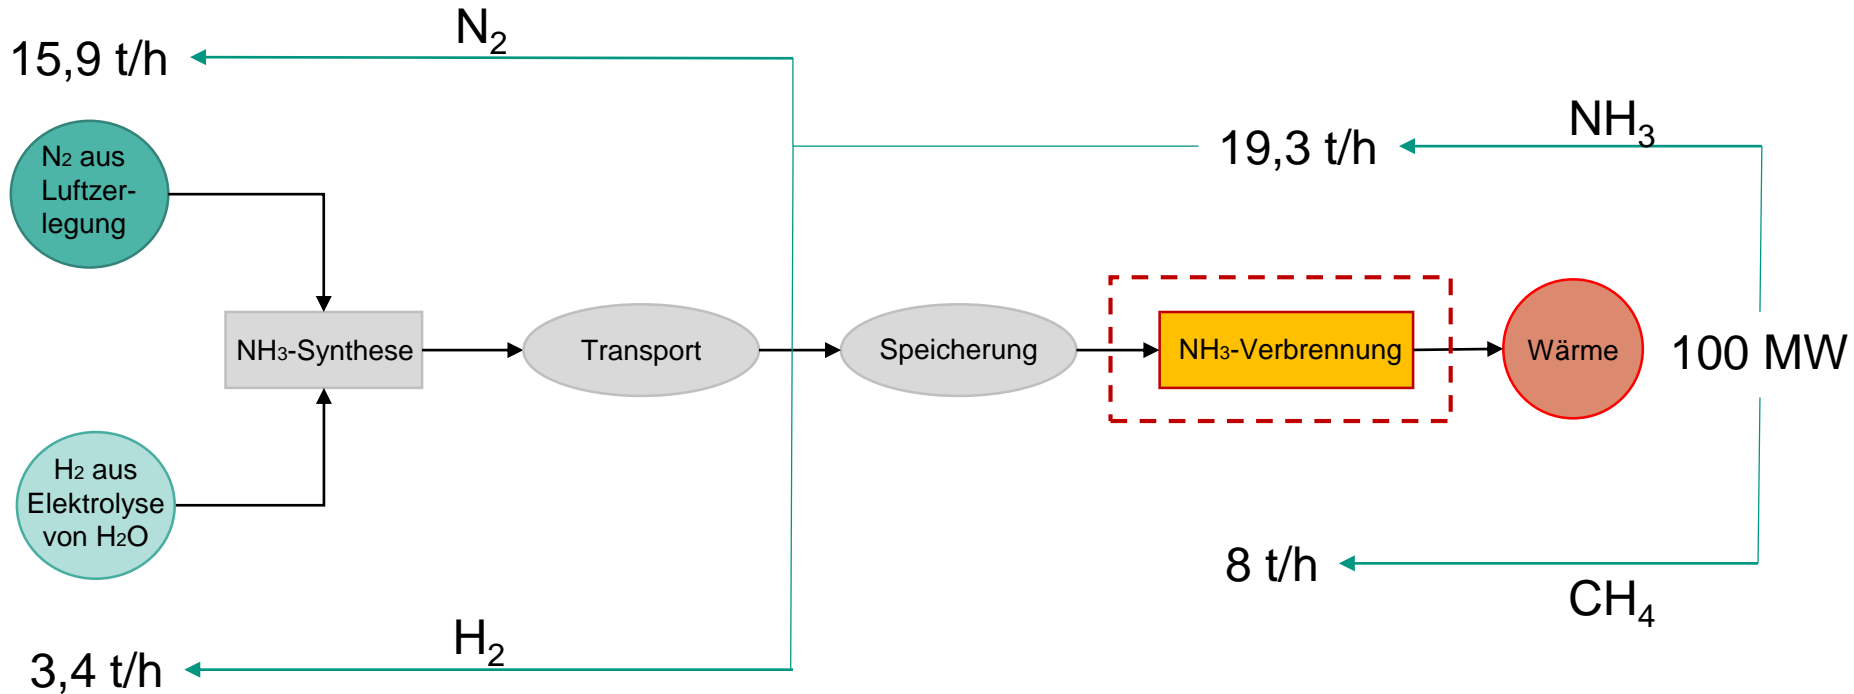 N₂
15,9 t/h
NH₃
19,3 t/h
N₂ aus
Luftzer-
legung
NH₃-Synthese
Transport
Speicherung
NH₃-Verbrennung
Wärme
100 MW
H₂ aus
Elektrolyse
von H₂O
8 t/h
CH₄
H₂
3,4 t/h